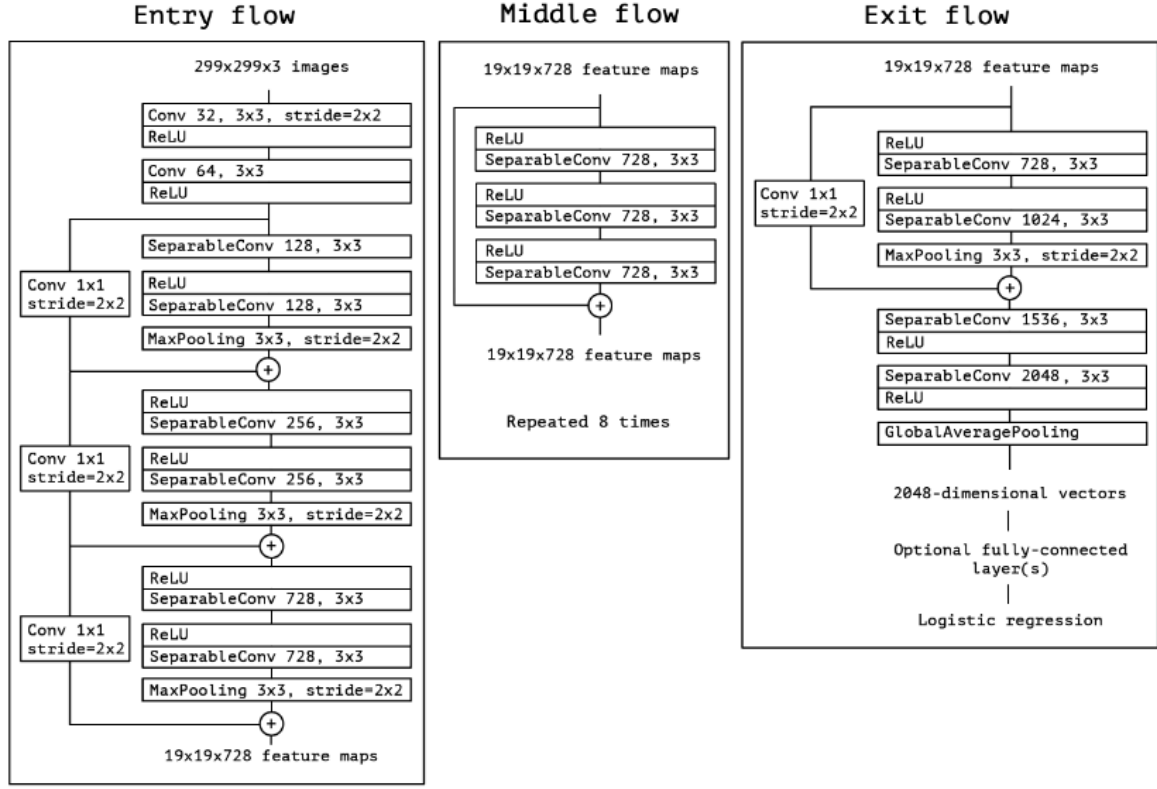 Entry flow
299x299x3 images
Conv 32, 3x3, stride=2x2
ReLU
Conv 64, 3x3
ReLU
SeparableConv 128, 3x3
Conv 1x1
stride=2x2
ReLU
SeparableConv 128, 3x3
MaxPooling 3x3, stride=2x2
+
ReLU
SeparableConv 256, 3x3
Conv 1x1
stride=2x2
ReLU
SeparableConv 256, 3x3
MaxPooling 3x3, stride=2x2
+
ReLU
SeparableConv 728, 3x3
Conv 1x1
stride=2x2
ReLU
SeparableConv 728, 3x3
MaxPooling 3x3, stride=2x2
+
19x19x728 feature maps
Middle flow
19x19x728 feature maps
ReLU
SeparableConv 728, 3x3
ReLU
SeparableConv 728, 3x3
ReLU
SeparableConv 728, 3x3
+
19x19x728 feature maps
Repeated 8 times
Exit flow
19x19x728 feature maps
ReLU
SeparableConv 728, 3x3
Conv 1x1
stride=2x2
ReLU
SeparableConv 1024, 3x3
MaxPooling 3x3, stride=2x2
+
SeparableConv 1536, 3x3
ReLU
SeparableConv 2048, 3x3
ReLU
GlobalAveragePooling
2048-dimensional vectors
Optional fully-connected
layer(s)
Logistic regression